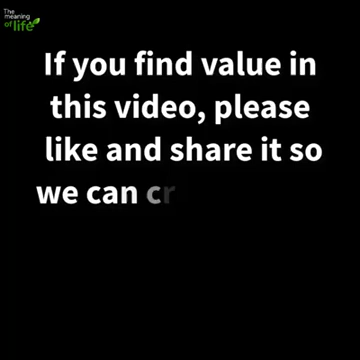 The
meaning
of life
If you find value in
this video, please
like and share it so
we can cr